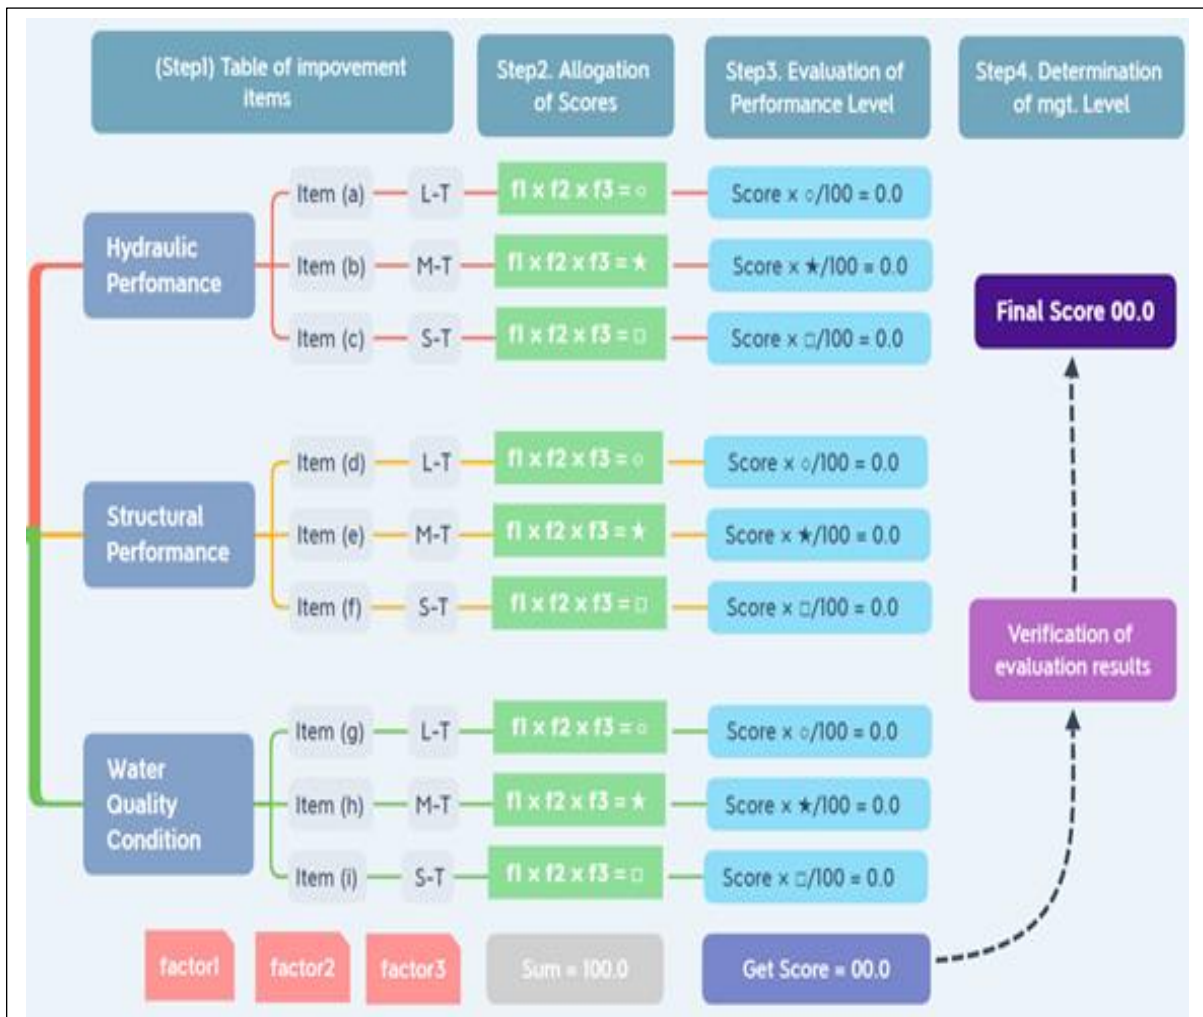 (Step1) Table of impovement
items
Step2. Allogation
of Scores
Step3. Evaluation of
Performance Level
Step4. Determination
of mgt. Level
Hydraulic
Perfomance
Item (a)
L-T
f1 x f2 x f3 = ○
Score × ○/100 = 0.0
Item (b)
M-T
f1 x f2 x f3 = ★
Score × ★/100 = 0.0
Item (c)
S-T
f1 x f2 x f3 = □
Score × □/100 = 0.0
Final Score 00.0
Structural
Performance
Item (d)
L-T
f1 x f2 x f3 = ○
Score × ○/100 = 0.0
Item (e)
M-T
f1 x f2 x f3 = ★
Score × ★/100 = 0.0
Item (f)
S-T
f1 x f2 x f3 = □
Score × □/100 = 0.0
Verification of
evaluation results
Water
Quality
Condition
Item (g)
L-T
f1 x f2 x f3 = ○
Score × ○/100 = 0.0
Item (h)
M-T
f1 x f2 x f3 = ★
Score × ★/100 = 0.0
Item (i)
S-T
f1 x f2 x f3 = □
Score × □/100 = 0.0
factor1
factor2
factor3
Sum = 100.0
Get Score = 00.0